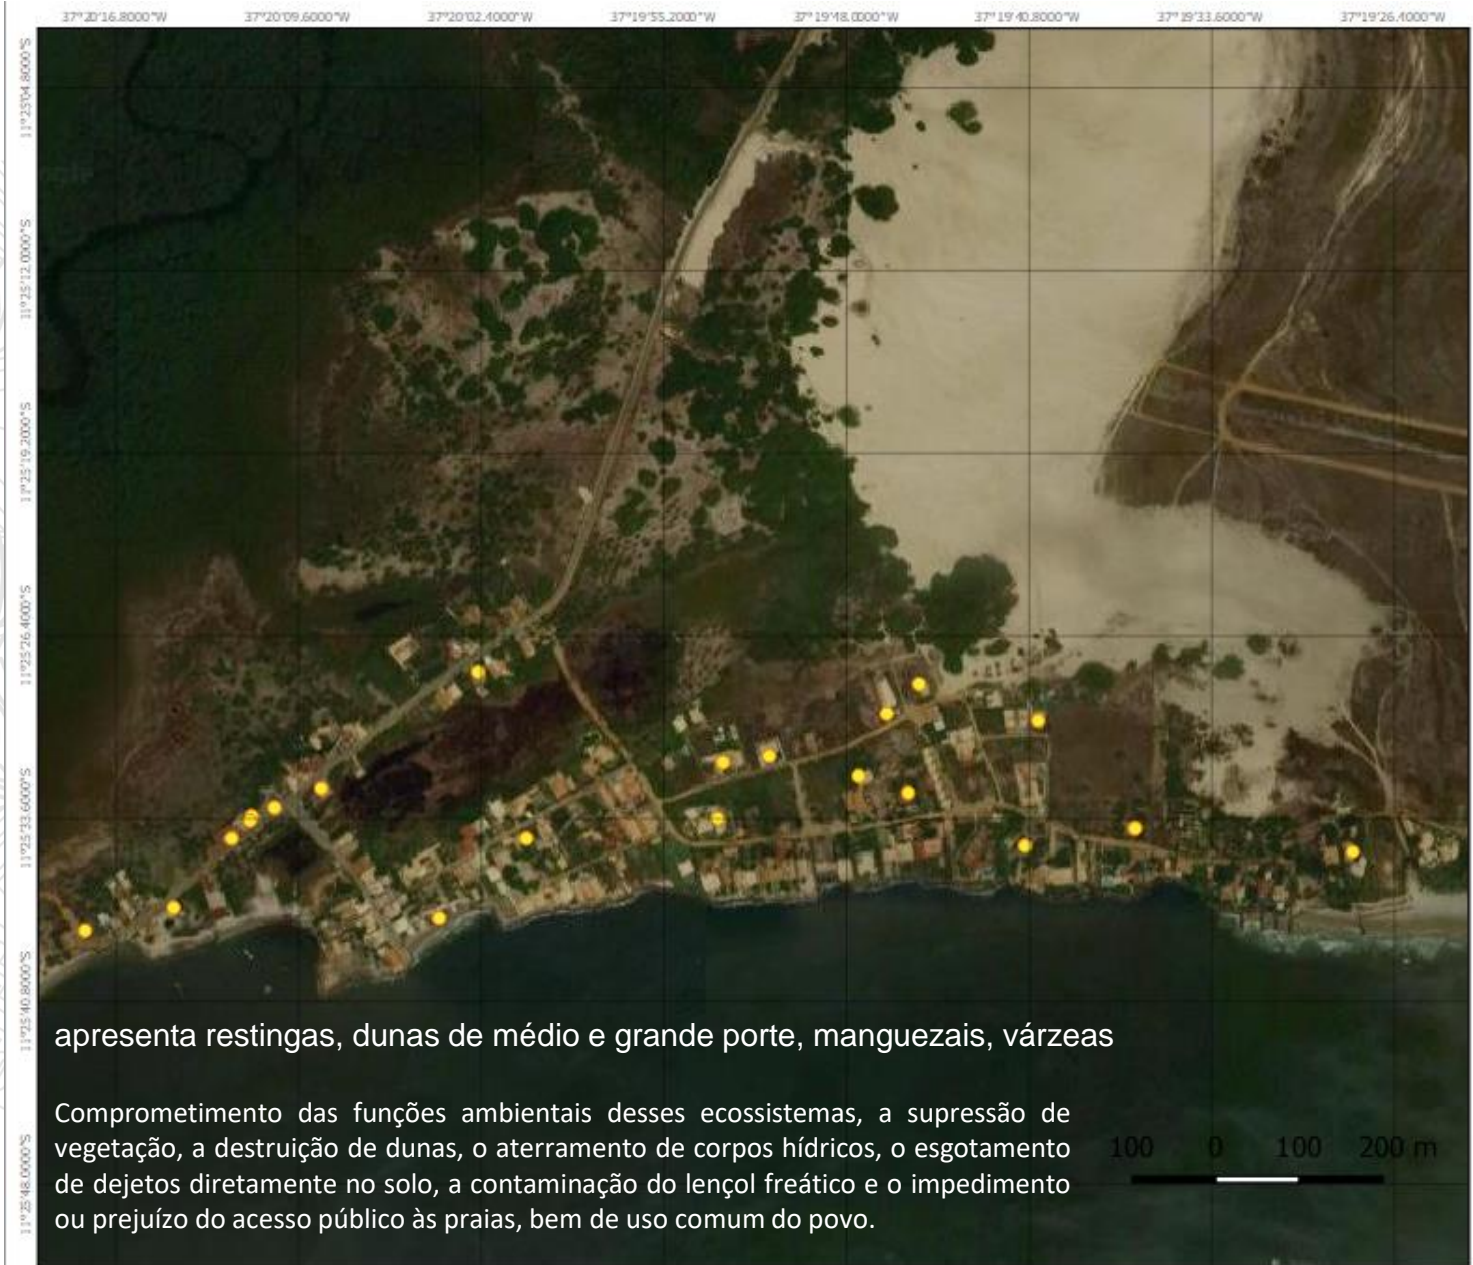 37°20'16.8000"W 37°20'09.6000"W 37°20'02.4000"W 37°19'55.2000"W 37°19'48.0000"W 37°19'40.8000"W 37°19'33.6000"W 37°19'26.4000"W
11°25'04.8000"S
11°25'12.0000"S
11°25'19.2000"S
11°25'26.4000"S
11°25'33.6000"S
11°25'40.8000"S
11°25'48.0000"S
apresenta restingas, dunas de médio e grande porte, manguezais, várzeas
Comprometimento das funções ambientais desses ecossistemas, a supressão de
vegetação, a destruição de dunas, o aterramento de corpos hídricos, o esgotamento
de dejetos diretamente no solo, a contaminação do lençol freático e o impedimento
ou prejuízo do acesso público às praias, bem de uso comum do povo.
100 0 100 200 m